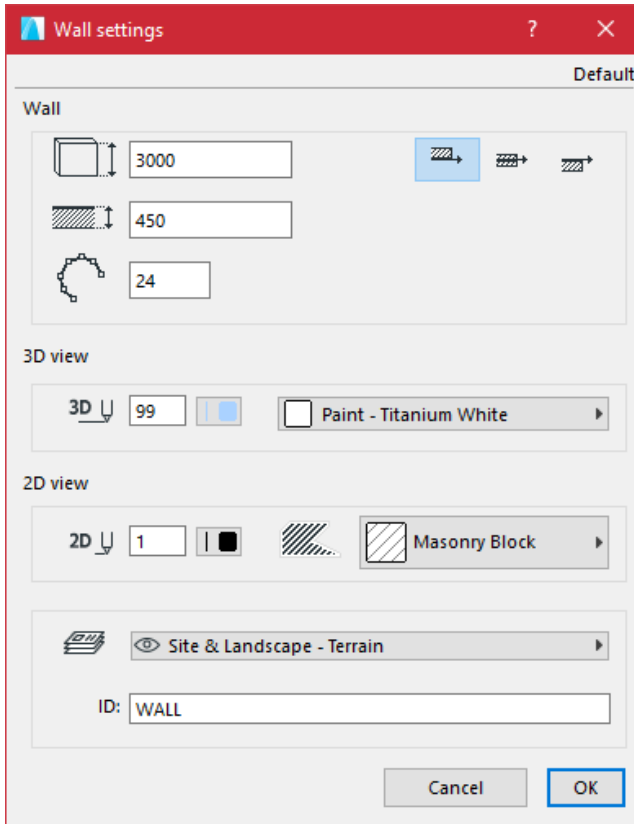 Wall settings ?
Default
Wall
3000
450
24
3D view
3D 99 Paint - Titanium White
2D view
2D 1 Masonry Block
Site & Landscape - Terrain
ID: WALL
Cancel OK